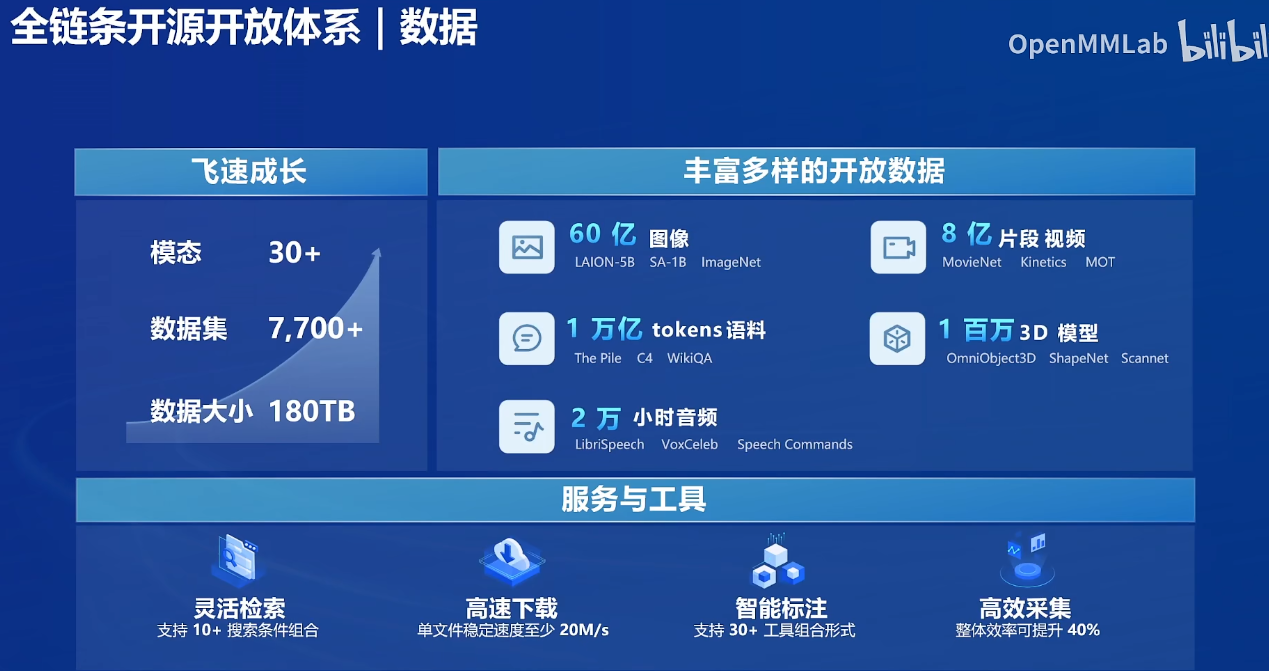 全链条开源开放体系｜数据
OpenMMLab bilibil
飞速成长
模态 30+
数据集 7,700+
数据大小 180TB
丰富多样的开放数据
60 亿 图像
LAION-5B SA-1B ImageNet
8 亿 片段 视频
MovieNet Kinetics MOT
1 万亿 tokens 语料
The Pile C4 WikiQA
1 百万 3D 模型
OmniObject3D ShapeNet Scannet
2 万 小时音频
LibriSpeech VoxCeleb Speech Commands
服务与工具
灵活检索
支持 10+ 搜索条件组合
高速下载
单文件稳定速度至少 20M/s
智能标注
支持 30+ 工具组合形式
高效采集
整体效率可提升 40%